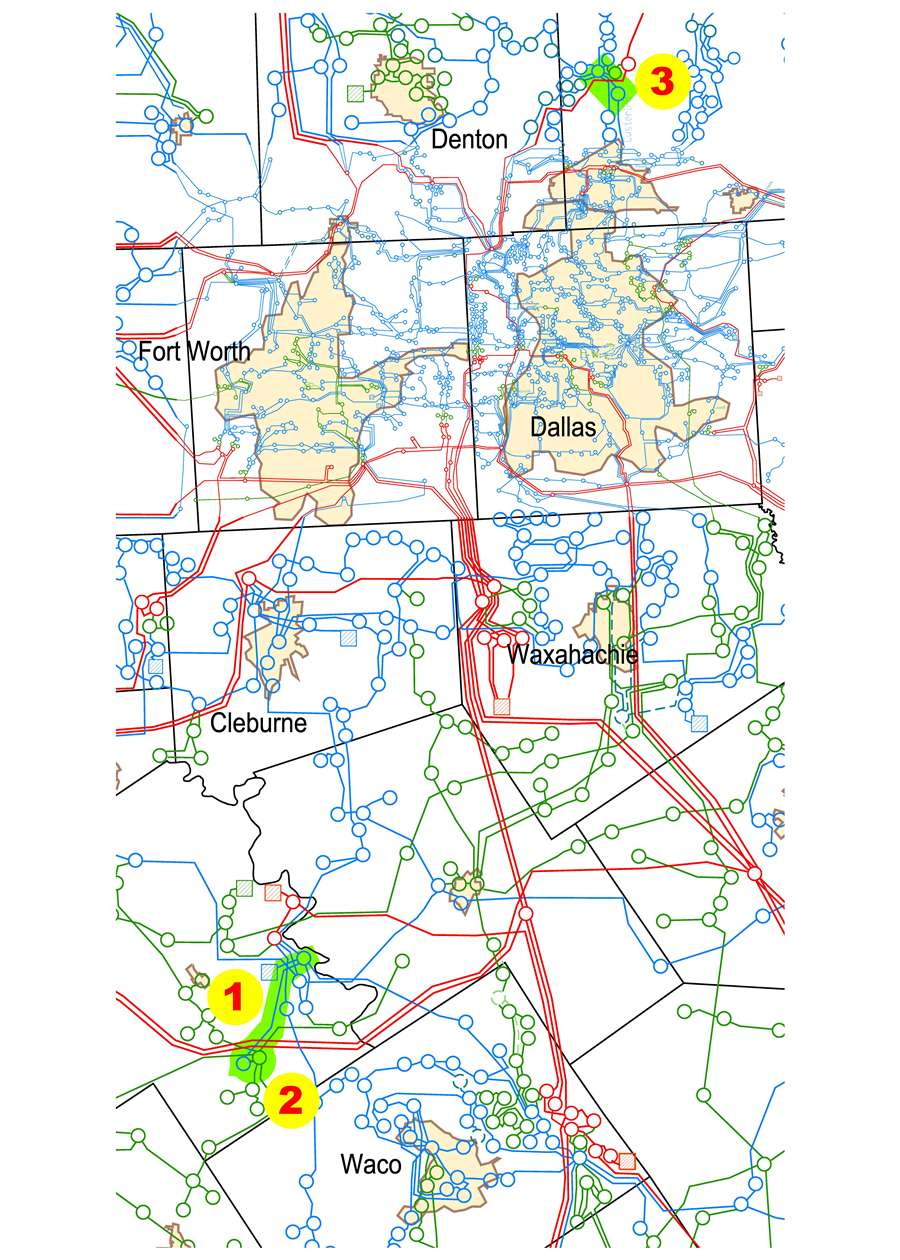 3
Denton
Fort Worth
Dallas
Waxahachie
Cleburne
1
2
Waco